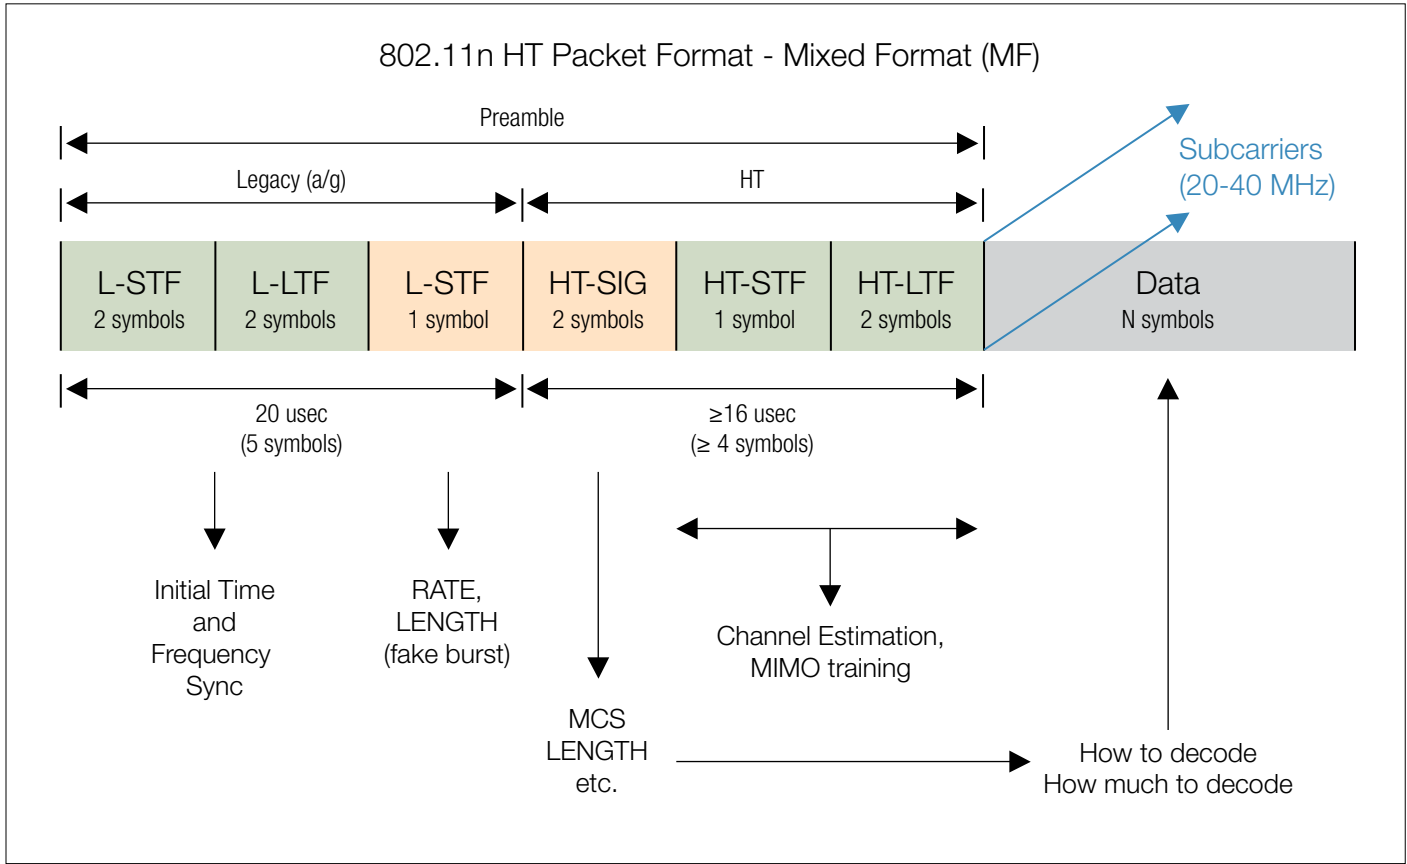 802.11n HT Packet Format - Mixed Format (MF)
Preamble
Legacy (a/g)
HT
Subcarriers
(20-40 MHz)
L-STF
2 symbols
L-LTF
2 symbols
L-STF
1 symbol
HT-SIG
2 symbols
HT-STF
1 symbol
HT-LTF
2 symbols
Data
N symbols
20 usec
(5 symbols)
≥16 usec
(≥ 4 symbols)
Initial Time
and
Frequency
Sync
RATE,
LENGTH
(fake burst)
Channel Estimation,
MIMO training
MCS
LENGTH
etc.
How to decode
How much to decode